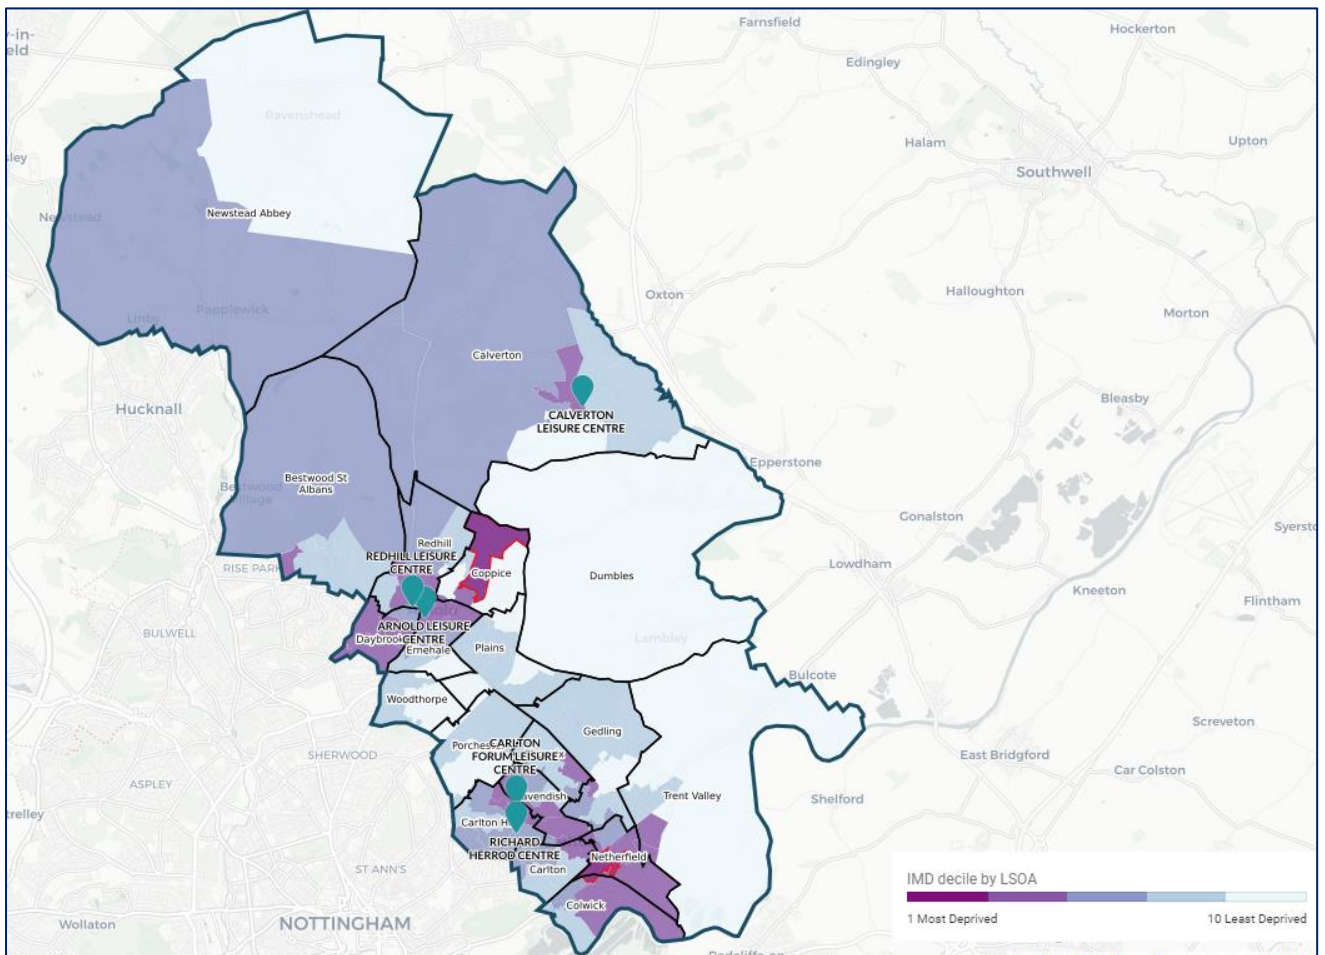 Farnsfield
Hockerton
Edingley
Halam
Upton
Southwell
Ravenshead
Newstead Abbey
Oxton
Halloughton
Morton
Papplewick
Linby
Calverton
Hucknall
CALVERTON
LEISURE CENTRE
Bleasby
Epperstone
Bestwood St
Albans
Gonalston
Lowdham
Redhill
REDHILL LEISURE
CENTRE
RISE PARK
Coppice
Dumbles
Kneeton
Flintham
BULWELL
ARNOLD LEISURE
CENTRE
Emehale
Plains
Lambley
Bulcote
Woodthorpe
Screveton
SHERWOOD
Gedling
CARLTON
FORUM LEISURE
CENTRE
East Bridgford
Car Colston
ASPLEY
Trent Valley
Shelford
Carlton H
RICHARD
HERROD CENTRE
Netherfield
ST ANN'S
Carlton
Colwick
Wollaton
NOTTINGHAM
IMD decile by LSOA
1 Most Deprived
10 Least Deprived